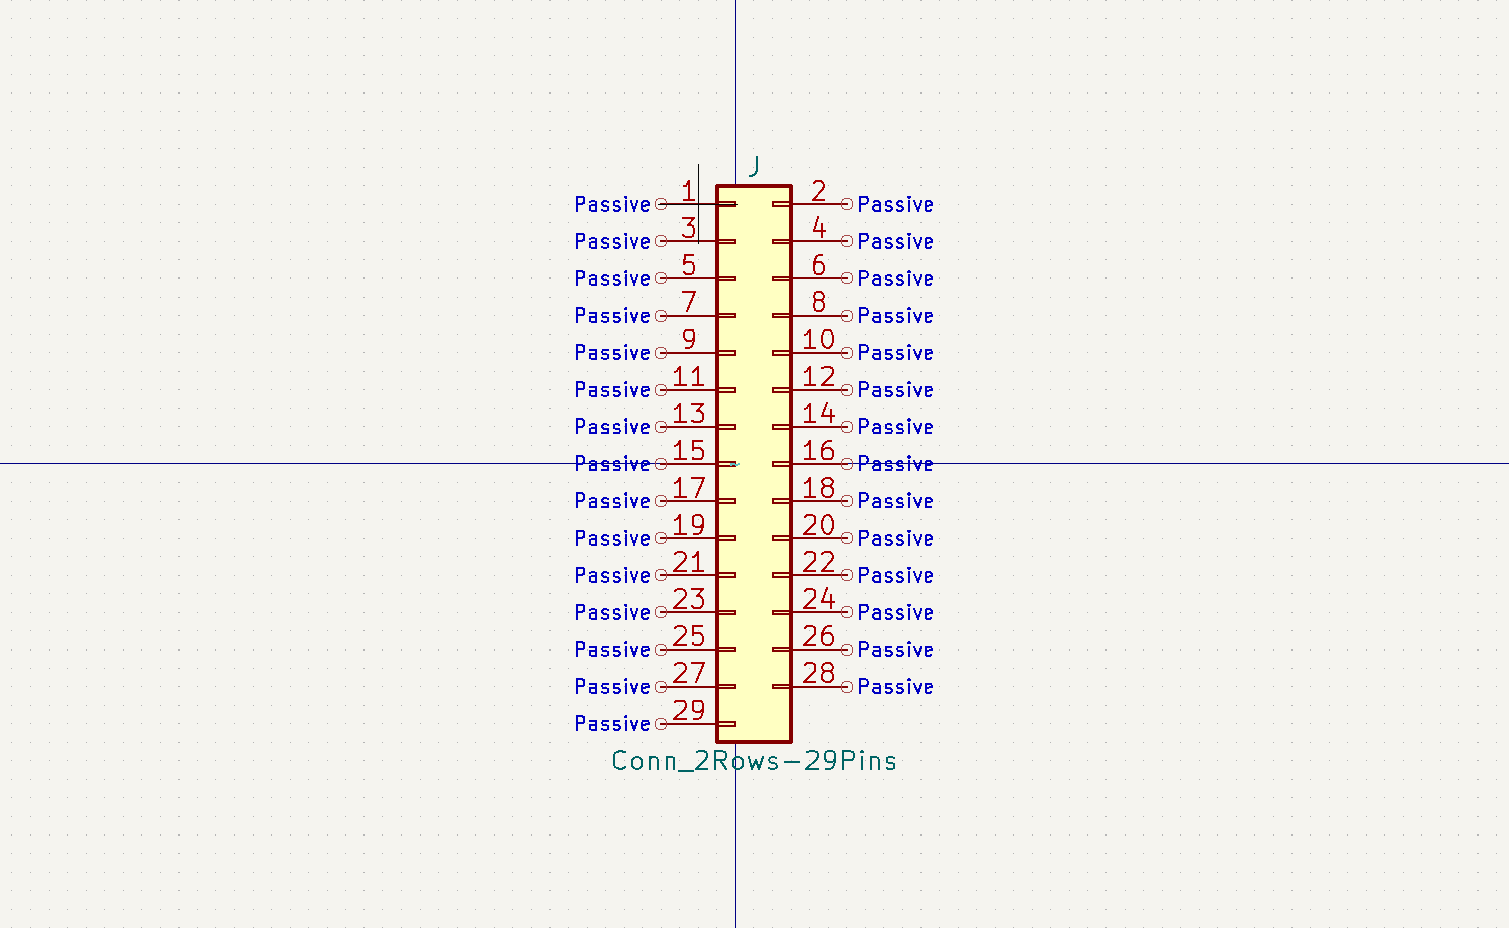 J
Passive 1 2 Passive
Passive 3 4 Passive
Passive 5 6 Passive
Passive 7 8 Passive
Passive 9 10 Passive
Passive 11 12 Passive
Passive 13 14 Passive
Passive 15 16 Passive
Passive 17 18 Passive
Passive 19 20 Passive
Passive 21 22 Passive
Passive 23 24 Passive
Passive 25 26 Passive
Passive 27 28 Passive
Passive 29
Conn_2Rows-29Pins